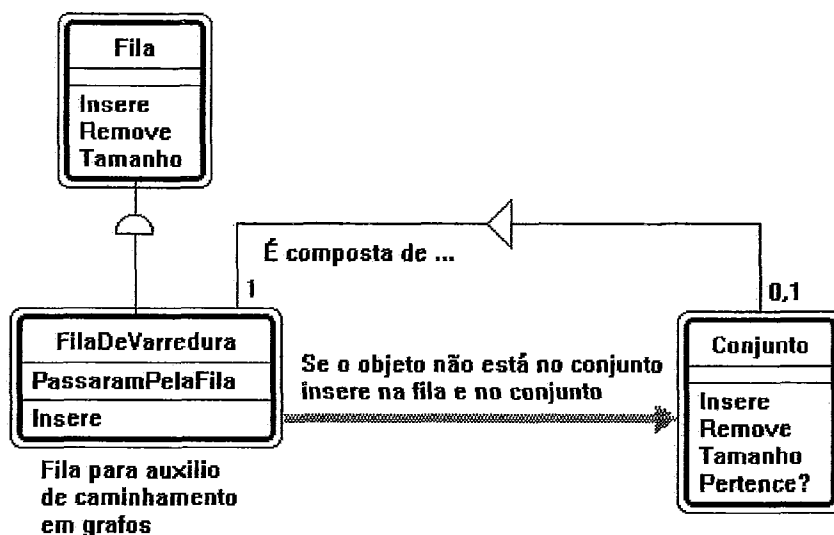 Fila
Insere
Remove
Tamanho
É composta de ...
1
0,1
FilaDeVarredura
PassaramPelaFila
Insere
Se o objeto não está no conjunto
insere na fila e no conjunto
Conjunto
Insere
Remove
Tamanho
Pertence?
Fila para auxilio
de caminhamento
em grafos